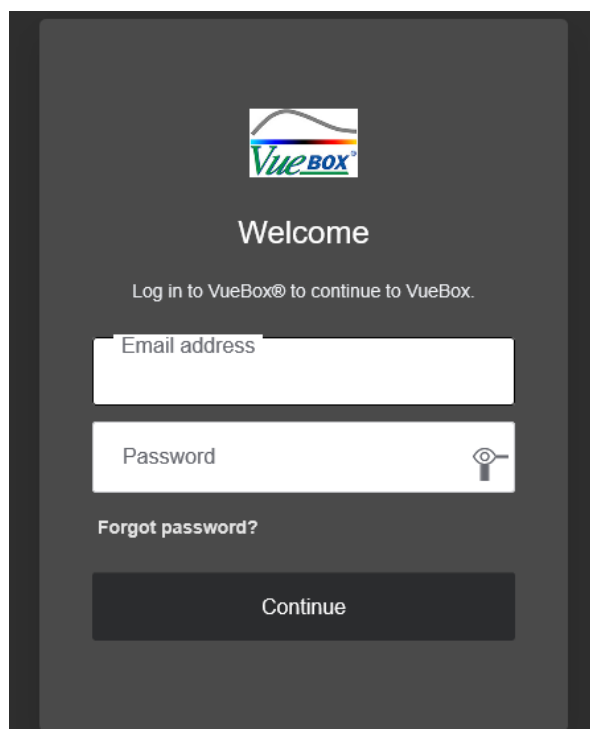 VueBOX
Welcome
Log in to VueBox® to continue to VueBox.
Email address
Password
Forgot password?
Continue